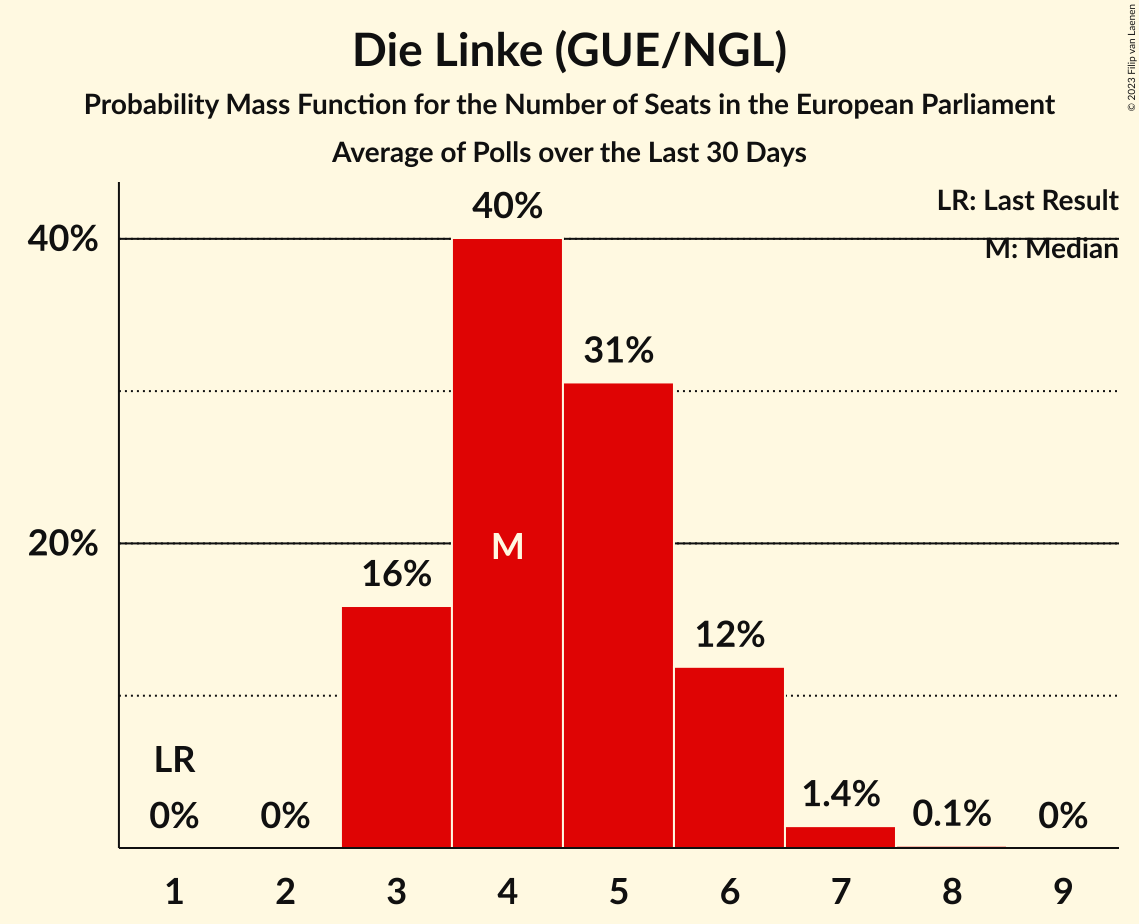 Die Linke (GUE/NGL)
Probability Mass Function for the Number of Seats in the European Parliament
Average of Polls over the Last 30 Days
© 2023 Filip van Laenen
LR: Last Result
M: Median
40%
20%
LR
0%
0%
16%
40%
M
31%
12%
1.4%
0.1%
0%
1 2 3 4 5 6 7 8 9